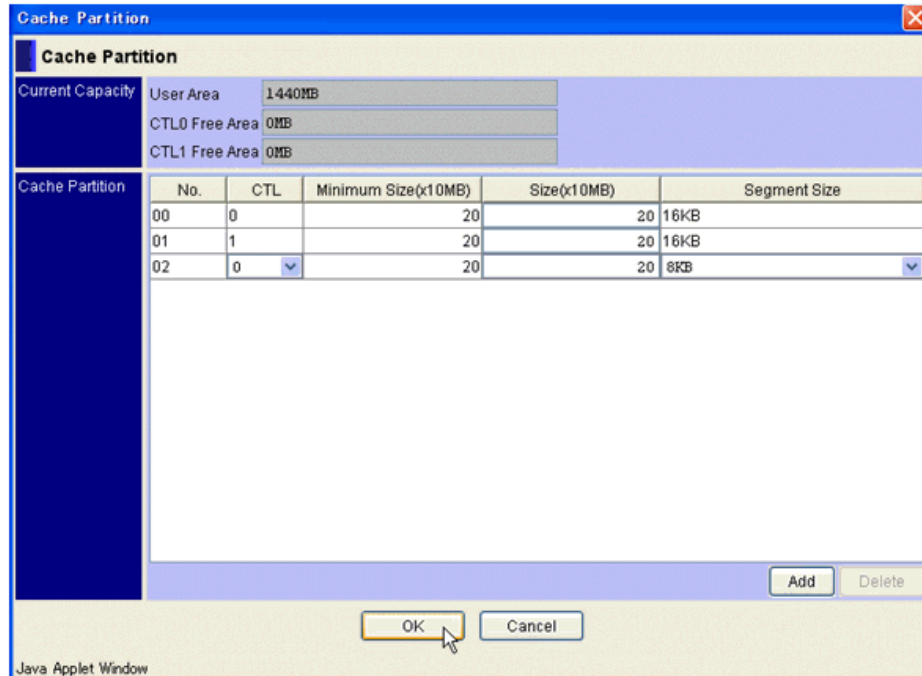 Cache Partition
Cache Partition
Current Capacity
User Area 1440MB
CTL0 Free Area 0MB
CTL1 Free Area 0MB
Cache Partition
No. CTL Minimum Size(x10MB) Size(x10MB) Segment Size
00 0 20 20 16KB
01 1 20 20 16KB
02 0 20 20 8KB
Add Delete
OK Cancel
Java Applet Window